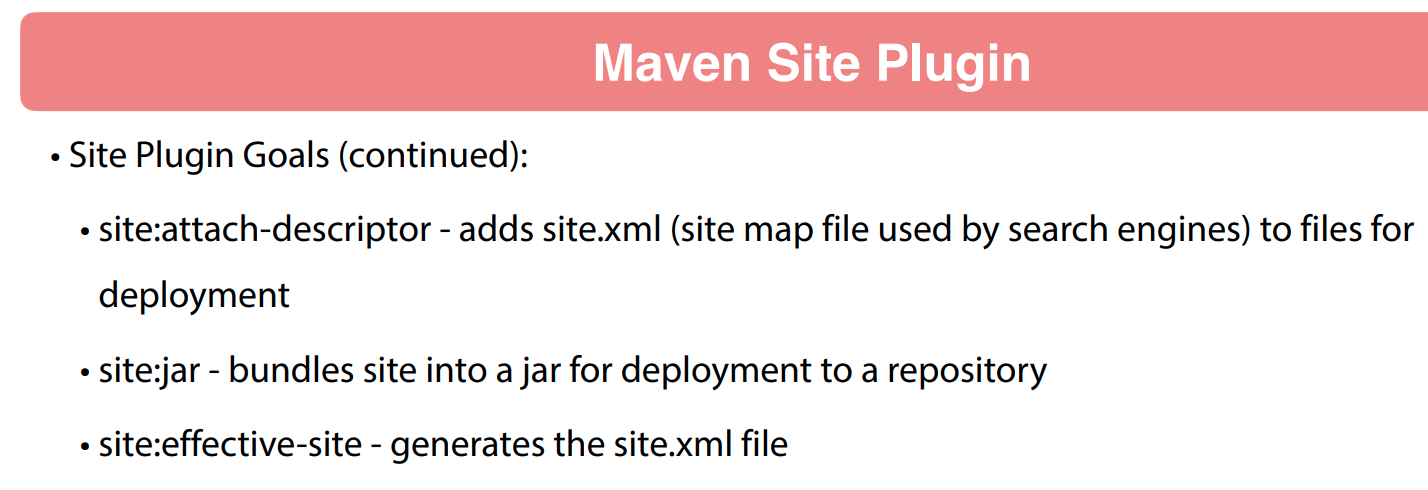 Maven Site Plugin
• Site Plugin Goals (continued):
• site:attach-descriptor - adds site.xml (site map file used by search engines) to files for
deployment
• site:jar - bundles site into a jar for deployment to a repository
• site:effective-site - generates the site.xml file